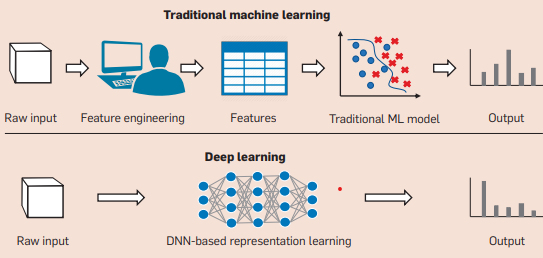 Traditional machine learning
Raw input
Feature engineering
Features
Traditional ML model
Output
Deep learning
Raw input
DNN-based representation learning
Output